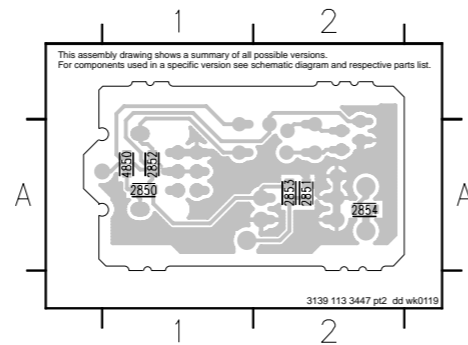 1 2
This assembly drawing shows a summary of all possible versions.
For components used in a specific version see schematic diagram and respective parts list.
A A
4850 2852 2850 2853 2851 2854
3139 113 3447 pt2 dd wk0119
1 2